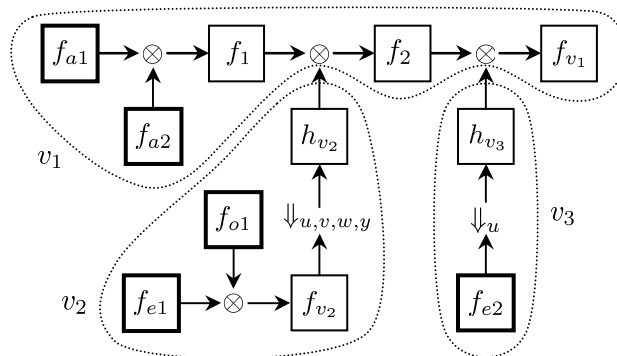 f_{a1} ⊗ f_1 ⊗ f_2 ⊗ f_{v_1}
f_{a2} h_{v_2} h_{v_3}
v_1
f_{o1} ⇓_{u,v,w,y} ⇓_u v_3
v_2 f_{e1} ⊗ f_{v_2} f_{e2}